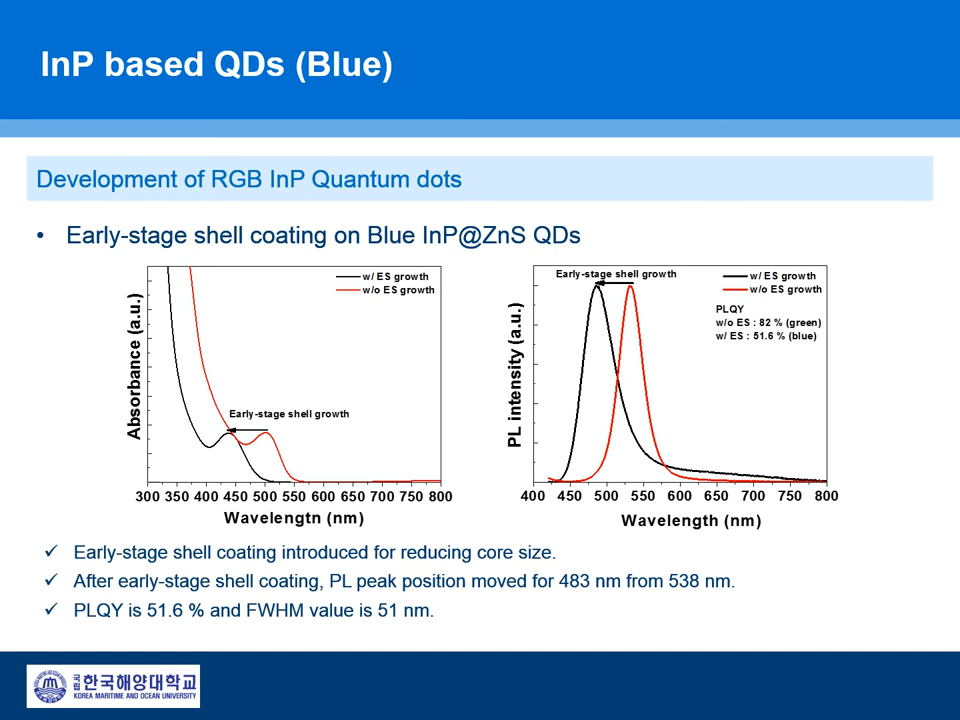 InP based QDs (Blue)
Development of RGB InP Quantum dots
• Early-stage shell coating on Blue InP@ZnS QDs
w/ ES growth
w/o ES growth
Early-stage shell growth
Absorbance (a.u.)
300 350 400 450 500 550 600 650 700 750 800
Wavelengtn (nm)
Early-stage shell growth
w/ ES growth
w/o ES growth
PLQY
w/o ES : 82 % (green)
w/ ES : 51.6 % (blue)
PL intensity (a.u.)
400 450 500 550 600 650 700 750 800
Wavelength (nm)
✓ Early-stage shell coating introduced for reducing core size.
✓ After early-stage shell coating, PL peak position moved for 483 nm from 538 nm.
✓ PLQY is 51.6 % and FWHM value is 51 nm.
국립 한국해양대학교
KOREA MARITIME AND OCEAN UNIVERSITY